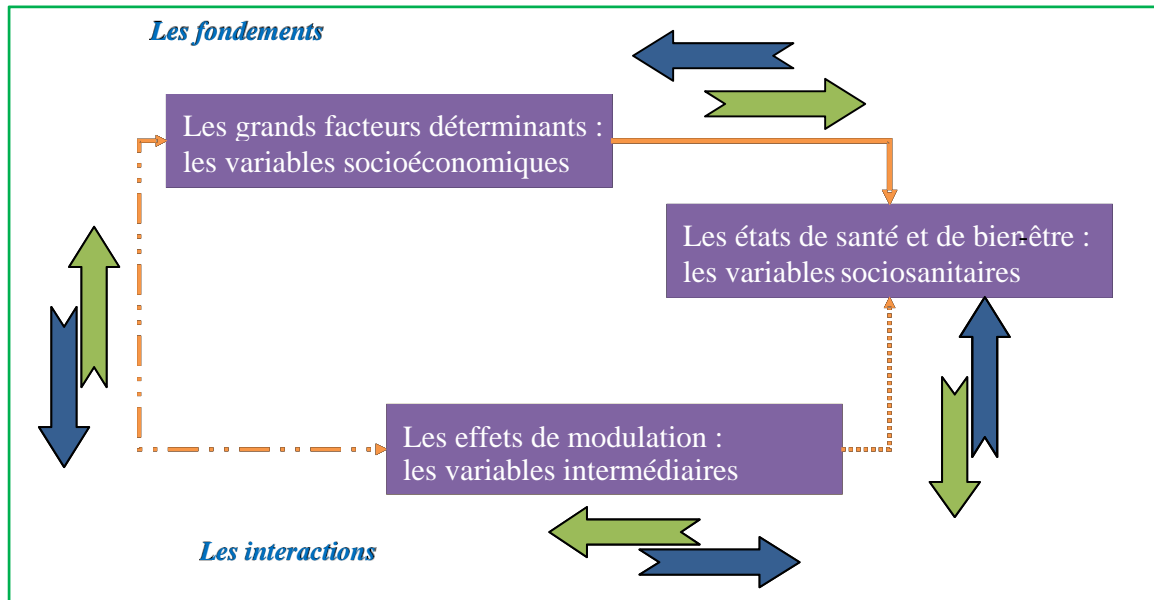 Les fondements
Les grands facteurs déterminants :
les variables socioéconomiques
Les états de santé et de bien-être :
les variables sociosanitaires
Les effets de modulation :
les variables intermédiaires
Les interactions